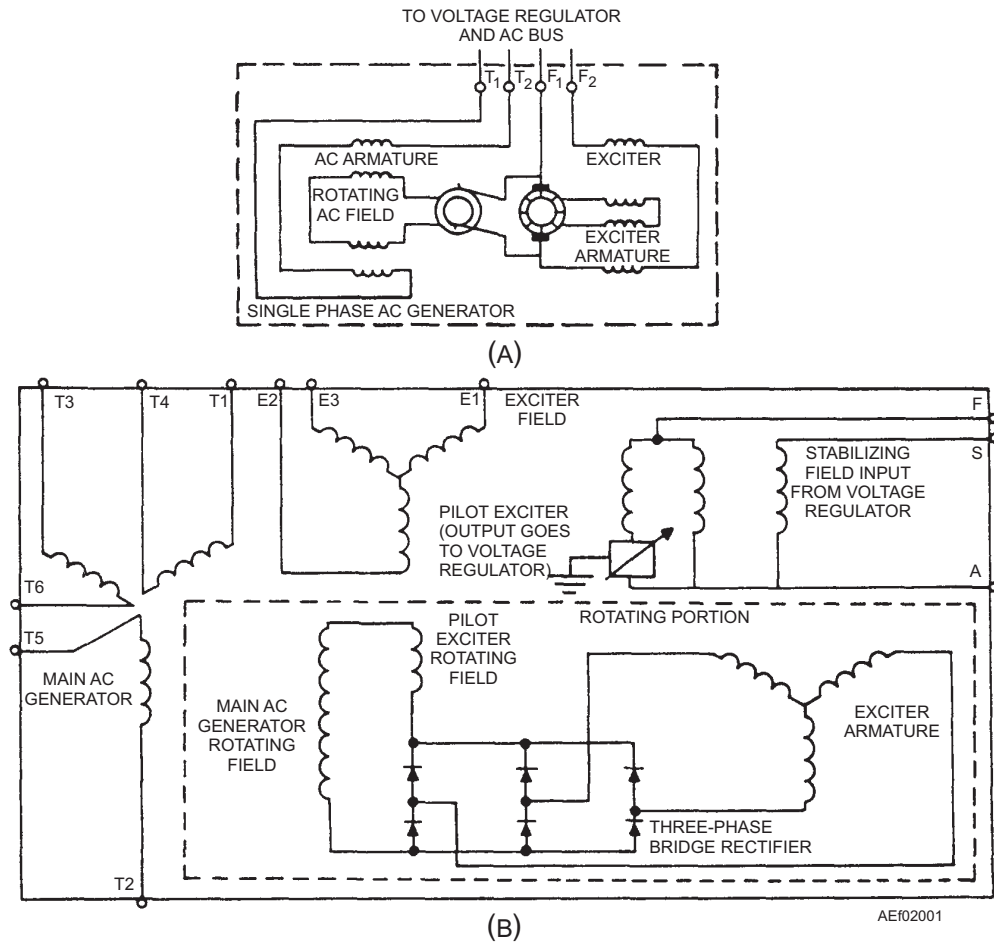 TO VOLTAGE REGULATOR
AND AC BUS
T1 T2 F1 F2
AC ARMATURE
EXCITER
ROTATING
AC FIELD
EXCITER
ARMATURE
SINGLE PHASE AC GENERATOR
(A)
T3 T4 T1 E2 E3 E1
EXCITER
FIELD
F
S
STABILIZING
FIELD INPUT
FROM VOLTAGE
REGULATOR
PILOT EXCITER
(OUTPUT GOES
TO VOLTAGE
REGULATOR)
A
T6
T5
MAIN AC
GENERATOR
ROTATING PORTION
PILOT
EXCITER
ROTATING
FIELD
MAIN AC
GENERATOR
ROTATING
FIELD
EXCITER
ARMATURE
THREE-PHASE
BRIDGE RECTIFIER
T2
(B)
AEf02001